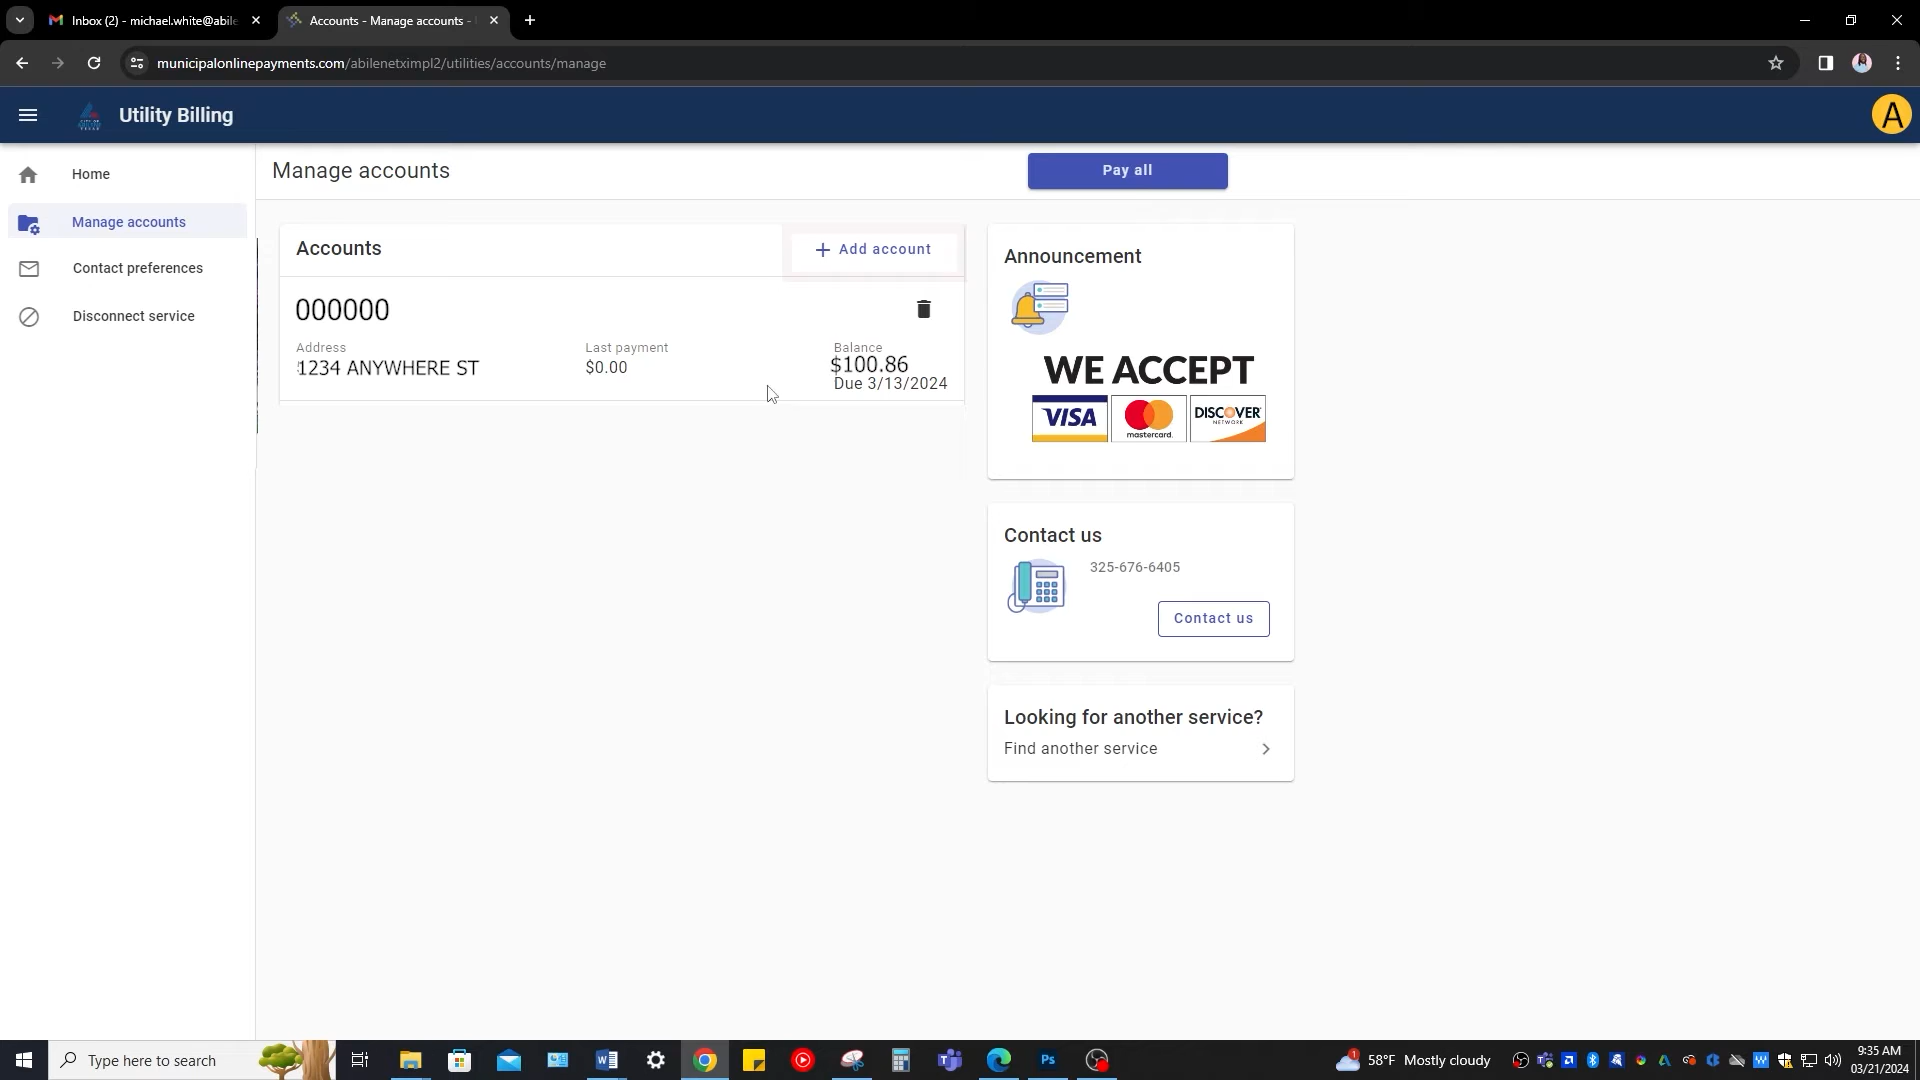 Inbox (2) - michael.white@abile
Accounts - Manage accounts -
municipalonlinepayments.com/abilenetximpl2/utilities/accounts/manage
Utility Billing
A
Home
Manage accounts
Contact preferences
Disconnect service
Manage accounts
Pay all
Accounts
+ Add account
000000
Address
Last payment
Balance
1234 ANYWHERE ST
$0.00
$100.86
Due 3/13/2024
Announcement
WE ACCEPT
VISA
mastercard.
DISCOVER
NETWORK
Contact us
325-676-6405
Contact us
Looking for another service?
Find another service
Type here to search
Ps
1
58°F Mostly cloudy
9:35 AM
03/21/2024